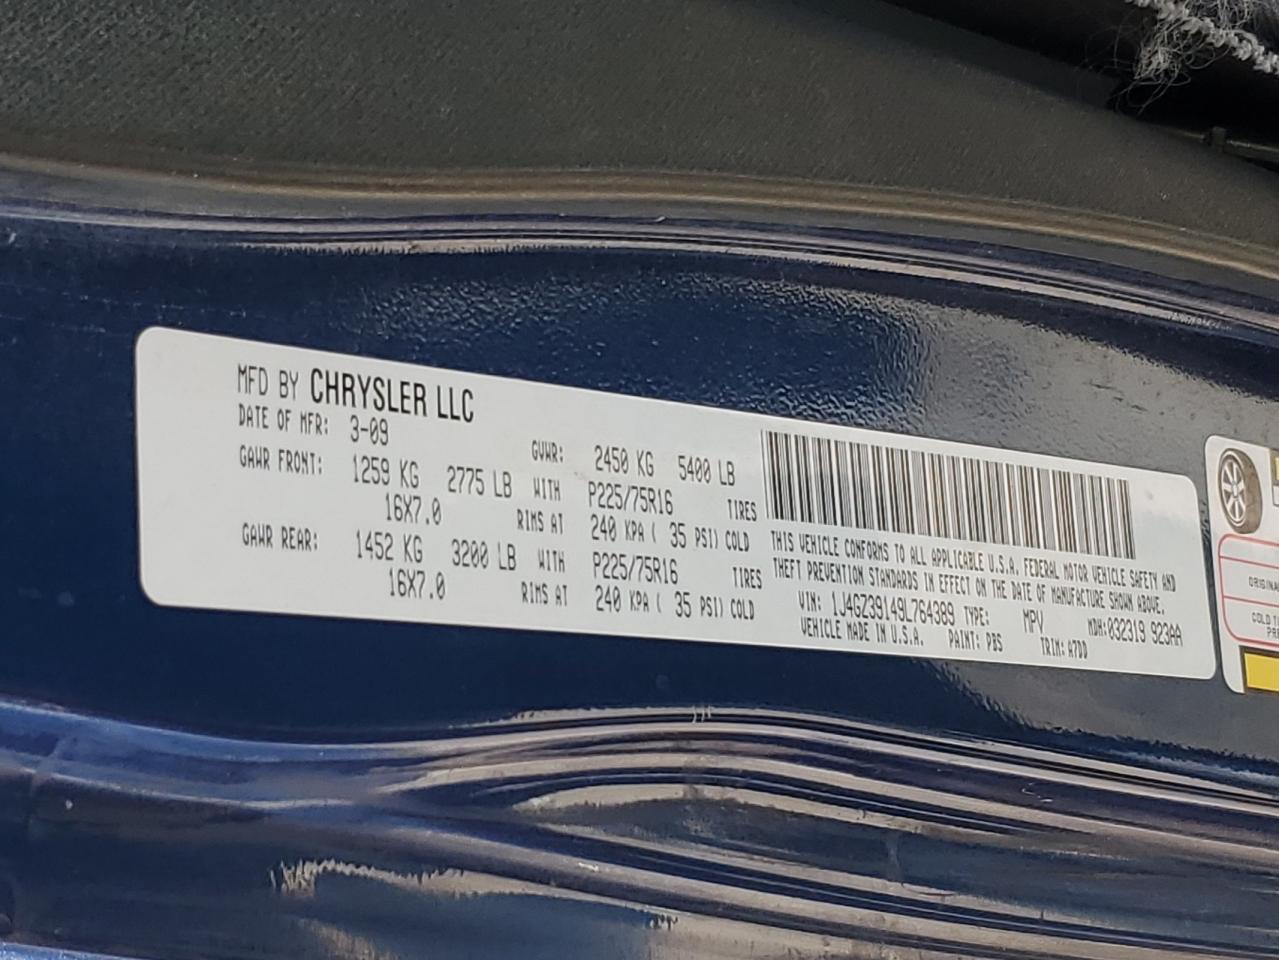 MFD BY CHRYSLER LLC
DATE OF MFR: 3-09 GVWR: 2450 KG 5400 LB
GAWR FRONT: 1259 KG 2775 LB WITH P225/75R16 TIRES
16X7.0 RIMS AT 240 KPA ( 35 PSI) COLD
GAWR REAR: 1452 KG 3200 LB WITH P225/75R16 TIRES
16X7.0 RIMS AT 240 KPA ( 35 PSI) COLD
THIS VEHICLE CONFORMS TO ALL APPLICABLE U.S.A. FEDERAL MOTOR VEHICLE SAFETY AND
THEFT PREVENTION STANDARDS IN EFFECT ON THE DATE OF MANUFACTURE SHOWN ABOVE.
VIN: 1J4GZ39149L764389 TYPE: MPV MDH: 032319 923AA
VEHICLE MADE IN U.S.A. PAINT: PBS TRIM: A7DD
COLD